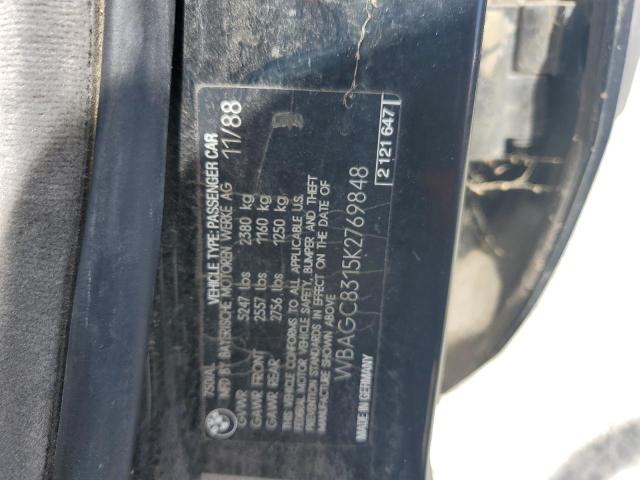 750iAL VEHICLE TYPE: PASSENGER CAR
MFD BY BAYERISCHE MOTOREN WERKE AG 11/88
GVWR 5247 Lbs 2380 kg
GAWR FRONT 2557 Lbs 1160 kg
GAWR REAR 2756 Lbs 1250 kg
THIS VEHICLE CONFORMS TO ALL APPLICABLE U.S.
FEDERAL MOTOR VEHICLE SAFETY, BUMPER AND THEFT
PREVENTION STANDARDS IN EFFECT ON THE DATE OF
MANUFACTURE SHOWN ABOVE
WBAGC8315K2769848
MADE IN GERMANY 2 121 647